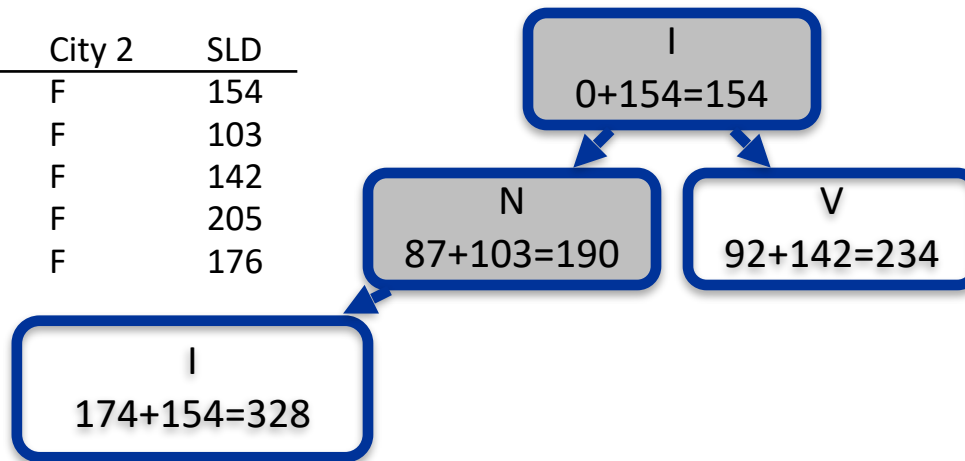 City 2 SLD
F 154
F 103
F 142
F 205
F 176
I
0+154=154
N
87+103=190
V
92+142=234
I
174+154=328